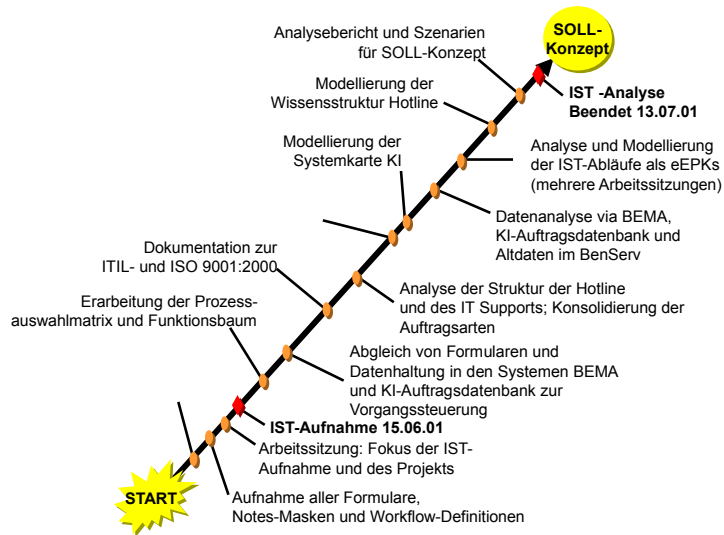 SOLL-
Konzept
Analysebericht und Szenarien
für SOLL-Konzept
IST -Analyse
Beendet 13.07.01
Modellierung der
Wissensstruktur Hotline
Analyse und Modellierung
der IST-Abläufe als eEPKs
(mehrere Arbeitssitzungen)
Modellierung der
Systemkarte KI
Datenanalyse via BEMA,
KI-Auftragsdatenbank und
Altdaten im BenServ
Dokumentation zur
ITIL- und ISO 9001:2000
Analyse der Struktur der Hotline
und des IT Supports; Konsolidierung der
Auftragsarten
Erarbeitung der Prozess-
auswahlmatrix und Funktionsbaum
Abgleich von Formularen und
Datenhaltung in den Systemen BEMA
und KI-Auftragsdatenbank zur
Vorgangssteuerung
IST-Aufnahme 15.06.01
Arbeitssitzung: Fokus der IST-
Aufnahme und des Projekts
START
Aufnahme aller Formulare,
Notes-Masken und Workflow-Definitionen